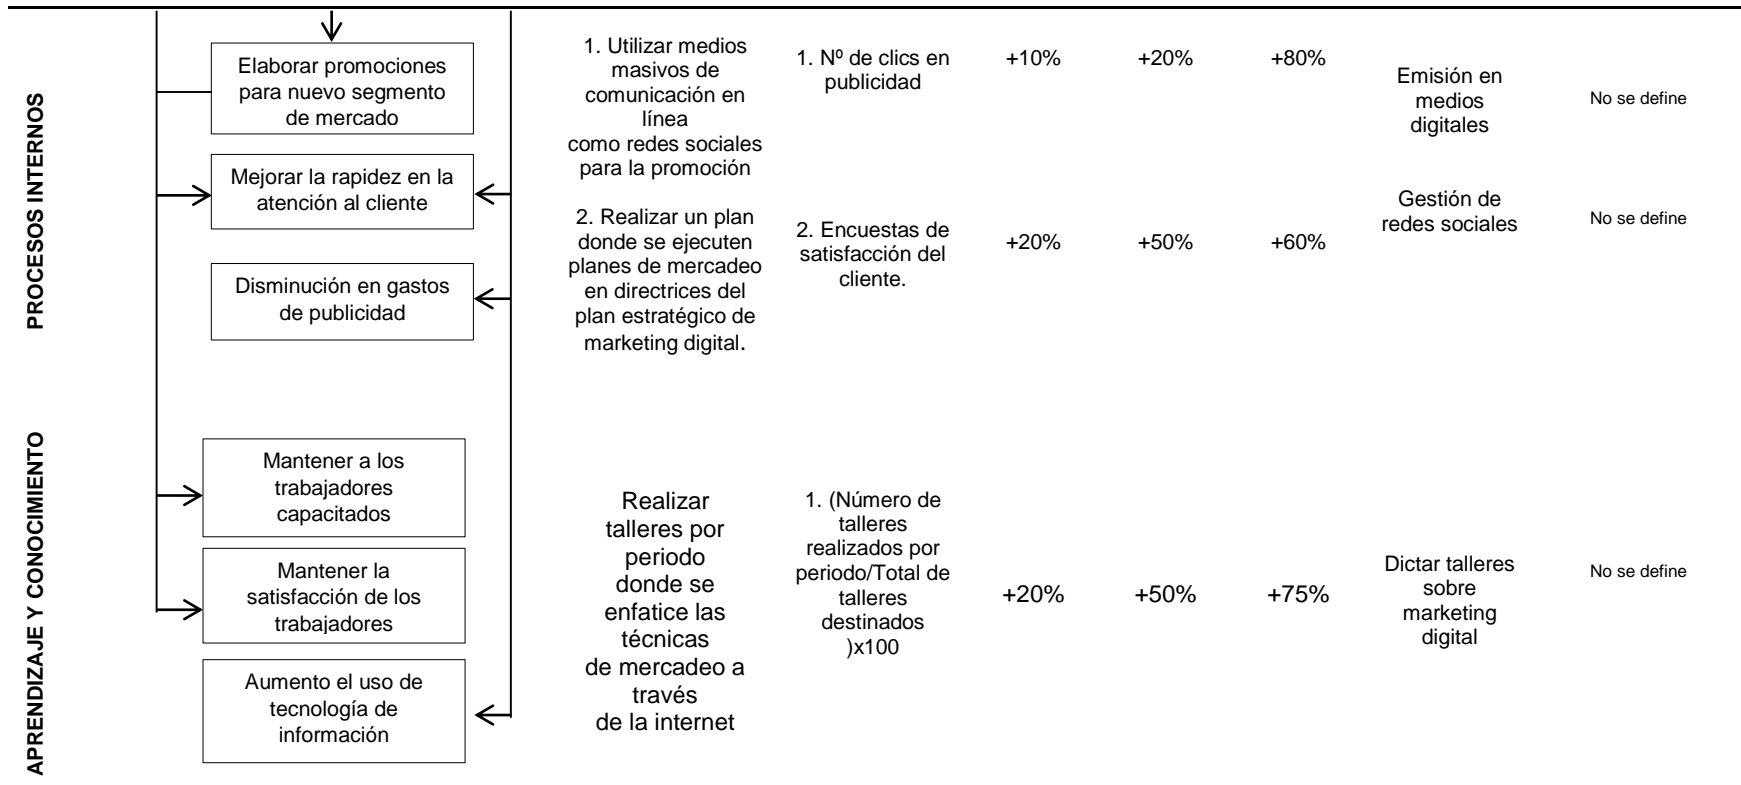 PROCESOS INTERNOS
Elaborar promociones
para nuevo segmento
de mercado
Mejorar la rapidez en la
atención al cliente
Disminución en gastos
de publicidad
1. Utilizar medios
masivos de
comunicación en
línea
como redes sociales
para la promoción
2. Realizar un plan
donde se ejecuten
planes de mercadeo
en directrices del
plan estratégico de
marketing digital.
1. Nº de clics en
publicidad
2. Encuestas de
satisfacción del
cliente.
+10%
+20%
+80%
+20%
+50%
+60%
Emisión en
medios
digitales
Gestión de
redes sociales
No se define
No se define
APRENDIZAJE Y CONOCIMIENTO
Mantener a los
trabajadores
capacitados
Mantener la
satisfacción de los
trabajadores
Aumento el uso de
tecnología de
información
Realizar
talleres por
periodo
donde se
enfatice las
técnicas
de mercadeo a
través
de la internet
1. (Número de
talleres
realizados por
periodo/Total de
talleres
destinados
)x100
+20%
+50%
+75%
Dictar talleres
sobre
marketing
digital
No se define